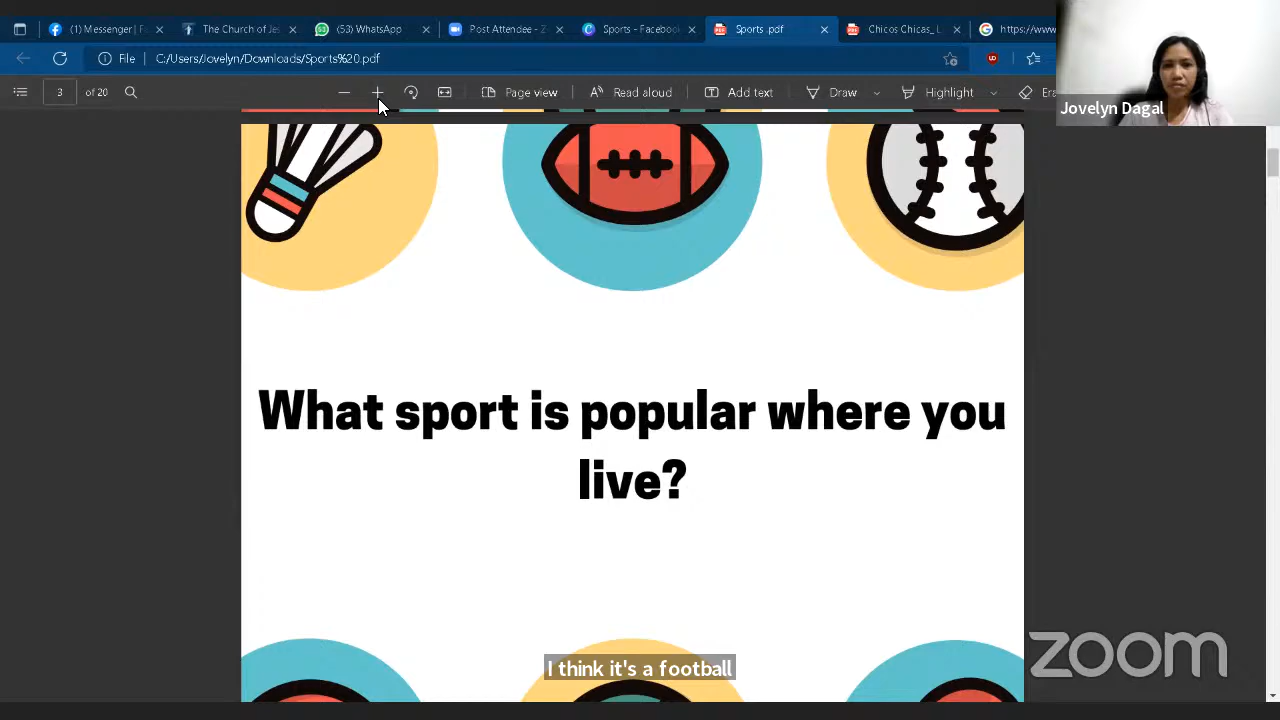 (1) Messenger | F
The Church of Jes
(53) WhatsApp
Post Attendee - Z
Sports - Facebook
Sports .pdf
Chicos Chicas_ L
https://www
File
C:/Users/Jovelyn/Downloads/Sports%20.pdf
3 of 20
Page view
Read aloud
Add text
Draw
Highlight
Era
Jovelyn Dagal
What sport is popular where you
live?
I think it's a football
zoom